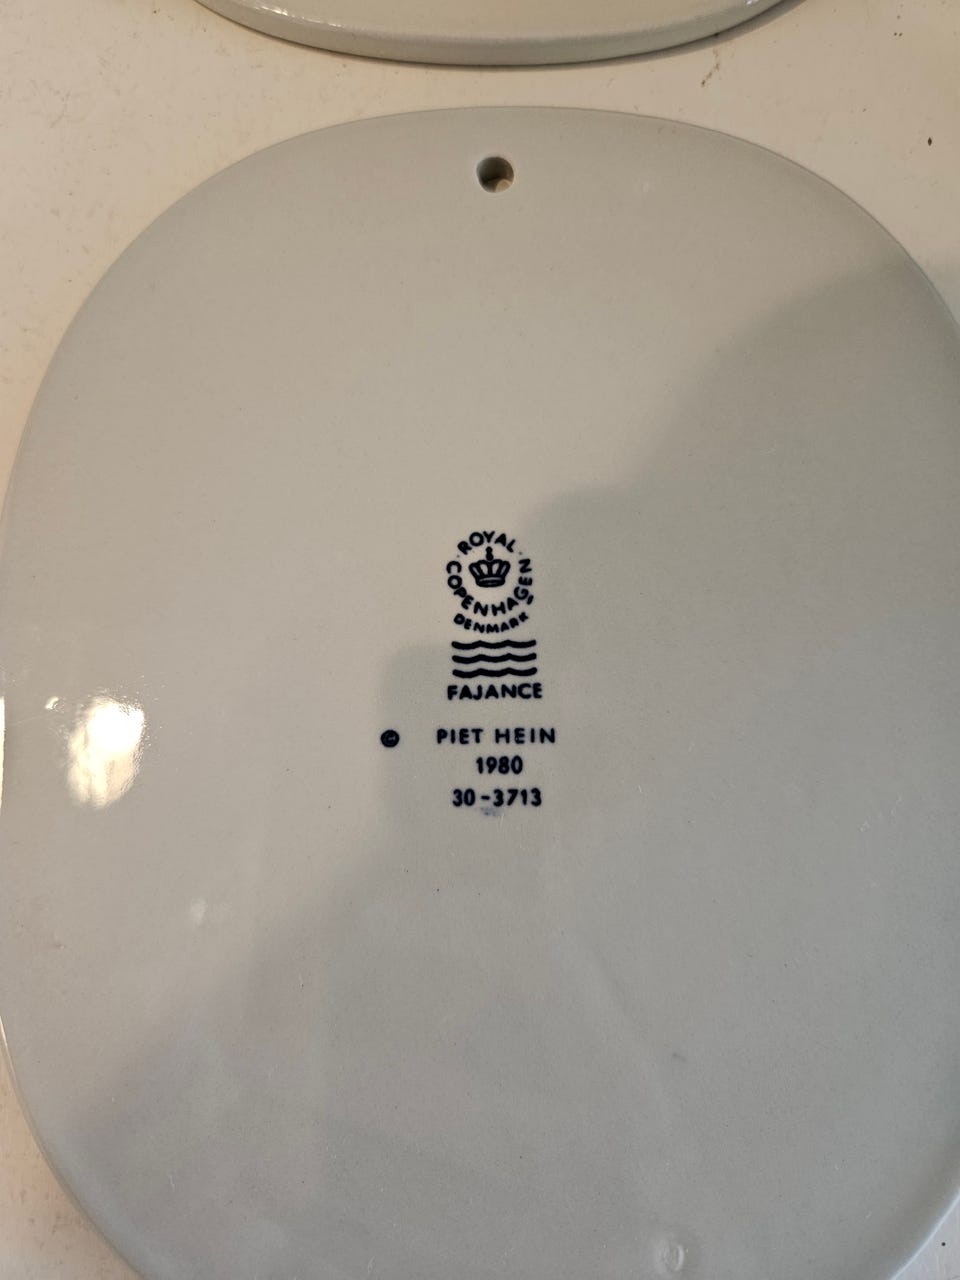 ROYAL
COPENHAGEN
DENMARK
FAJANCE
© PIET HEIN
1980
30-3713